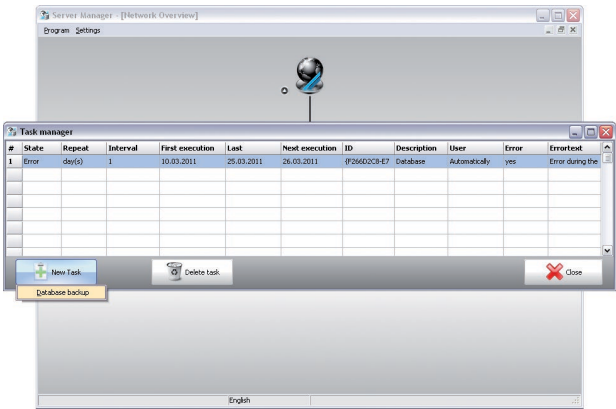 Server Manager - [Network Overview]
Program Settings
Task manager
# State Repeat Interval First execution Last Next execution ID Description User Error Errortext
1 Error day(s) 1 10.03.2011 25.03.2011 26.03.2011 {F266D2C8-E7 Database Automatically yes Error during the
New Task Delete task Close
Database backup
English